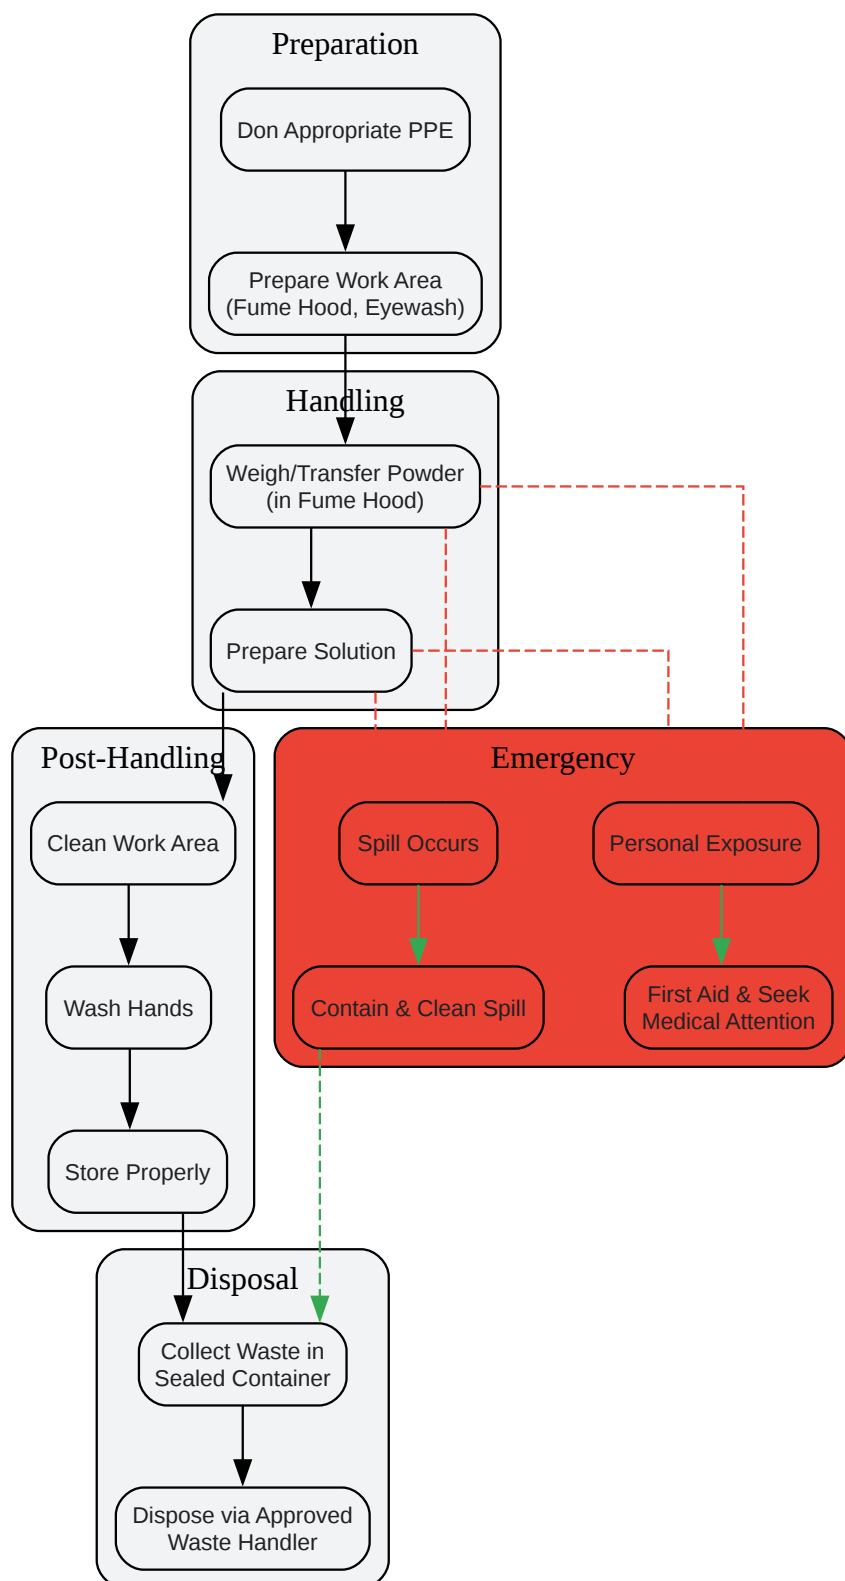 Preparation
Don Appropriate PPE
Prepare Work Area
(Fume Hood, Eyewash)
Handling
Weigh/Transfer Powder
(in Fume Hood)
Prepare Solution
Post-Handling
Clean Work Area
Wash Hands
Store Properly
Emergency
Spill Occurs
Personal Exposure
Contain & Clean Spill
First Aid & Seek
Medical Attention
Disposal
Collect Waste in
Sealed Container
Dispose via Approved
Waste Handler